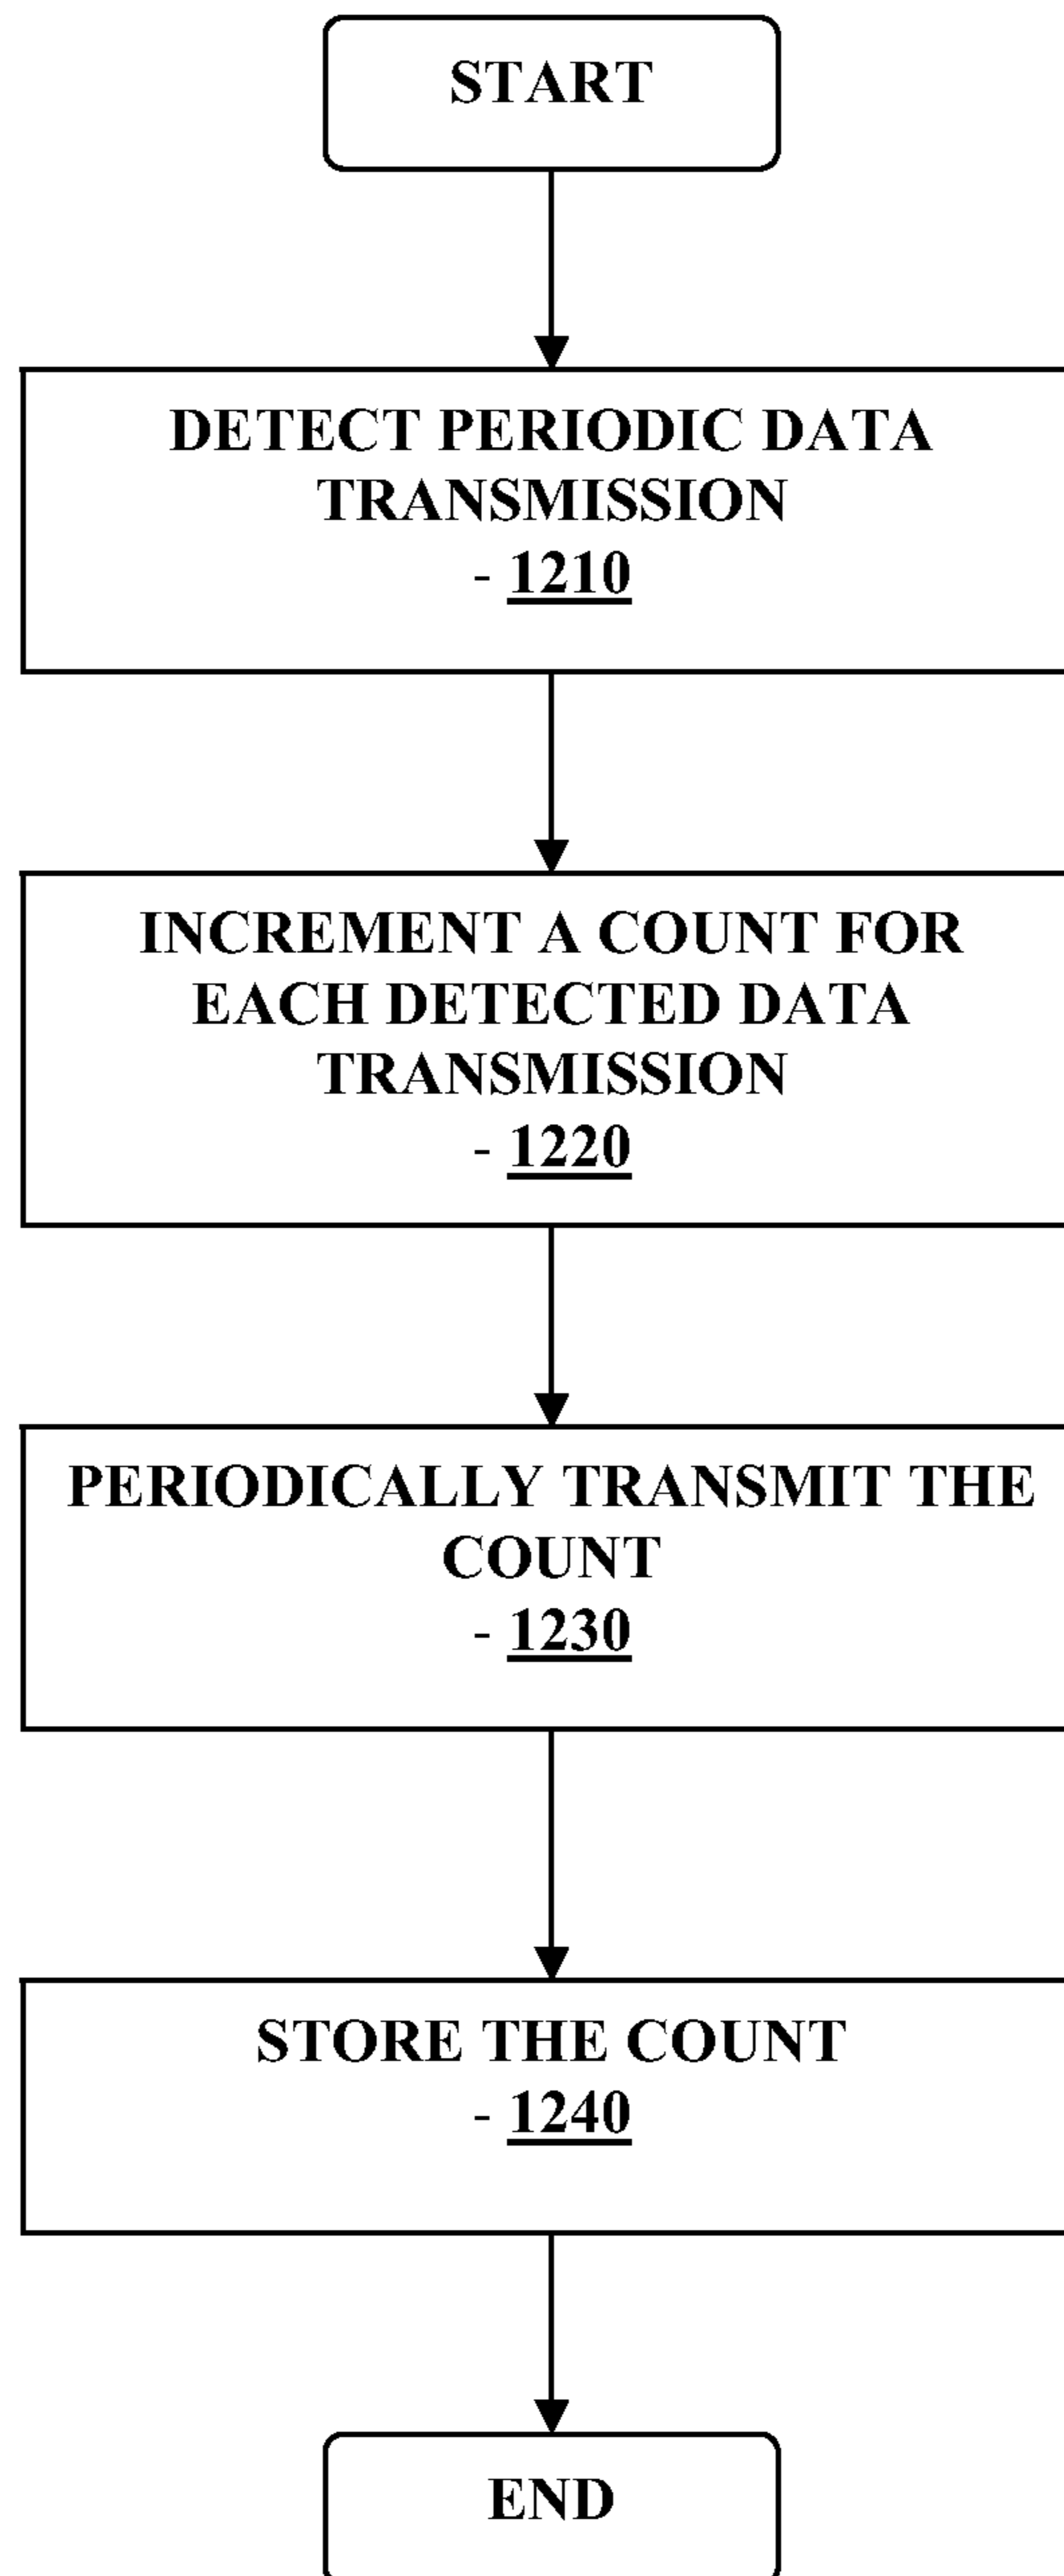 START
DETECT PERIODIC DATA
TRANSMISSION
- 1210
INCREMENT A COUNT FOR
EACH DETECTED DATA
TRANSMISSION
- 1220
PERIODICALLY TRANSMIT THE
COUNT
- 1230
STORE THE COUNT
- 1240
END